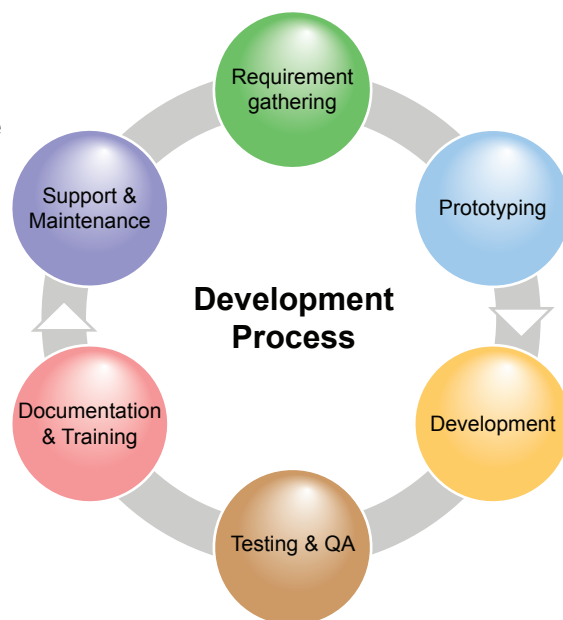 Requirement
gathering
Prototyping
Development
Testing & QA
Documentation
& Training
Support &
Maintenance
Development
Process